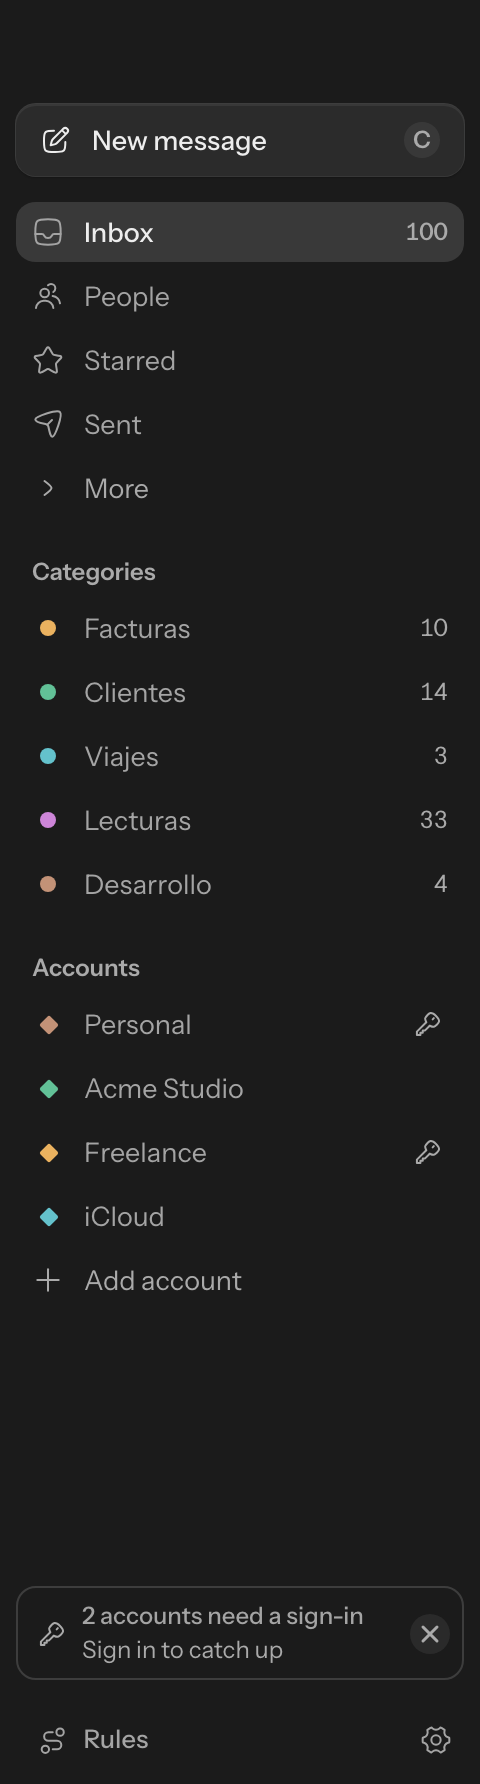 New message C
Inbox 100
People
Starred
Sent
More
Categories
Facturas 10
Clientes 14
Viajes 3
Lecturas 33
Desarrollo 4
Accounts
Personal
Acme Studio
Freelance
iCloud
Add account
2 accounts need a sign-in
Sign in to catch up
Rules